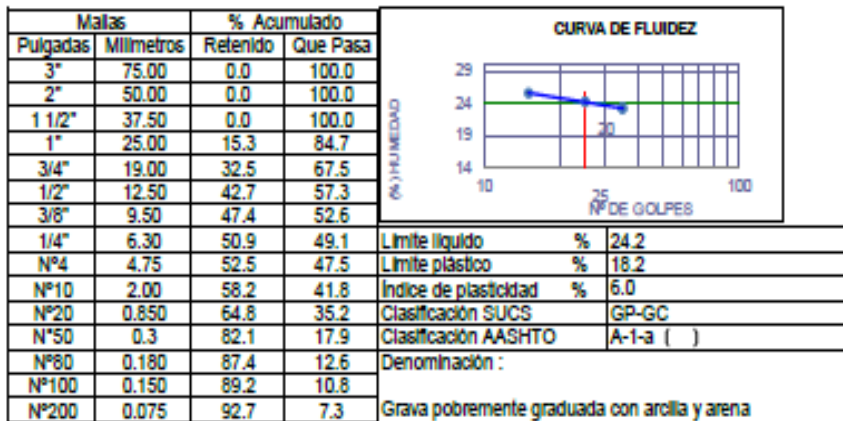 Mallas % Acumulado
Pulgadas Milimetros Retenido Que Pasa
3" 75.00 0.0 100.0
2" 50.00 0.0 100.0
1 1/2" 37.50 0.0 100.0
1" 25.00 15.3 84.7
3/4" 19.00 32.5 67.5
1/2" 12.50 42.7 57.3
3/8" 9.50 47.4 52.6
1/4" 6.30 50.9 49.1
Nº4 4.75 52.5 47.5
Nº10 2.00 58.2 41.8
Nº20 0.850 64.8 35.2
N°50 0.3 82.1 17.9
Nº80 0.180 87.4 12.6
Nº100 0.150 89.2 10.8
Nº200 0.075 92.7 7.3
CURVA DE FLUIDEZ
(%) HUMEDAD
29
24
19
14
20
10 25 100
Nº DE GOLPES
Limite liquido % 24.2
Limite plástico % 18.2
Índice de plasticidad % 6.0
Clasificación SUCS GP-GC
Clasificación AASHTO A-1-a ( )
Denominación :
Grava pobremente graduada con arcilla y arena